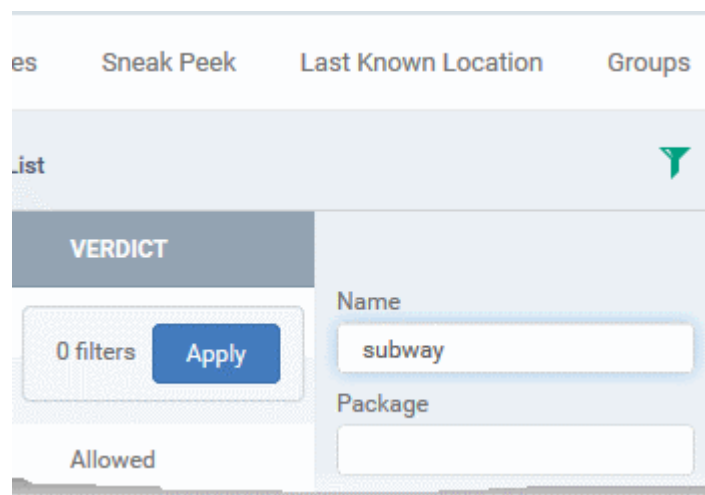 es Sneak Peek Last Known Location Groups
List
VERDICT
Name
0 filters Apply
subway
Package
Allowed